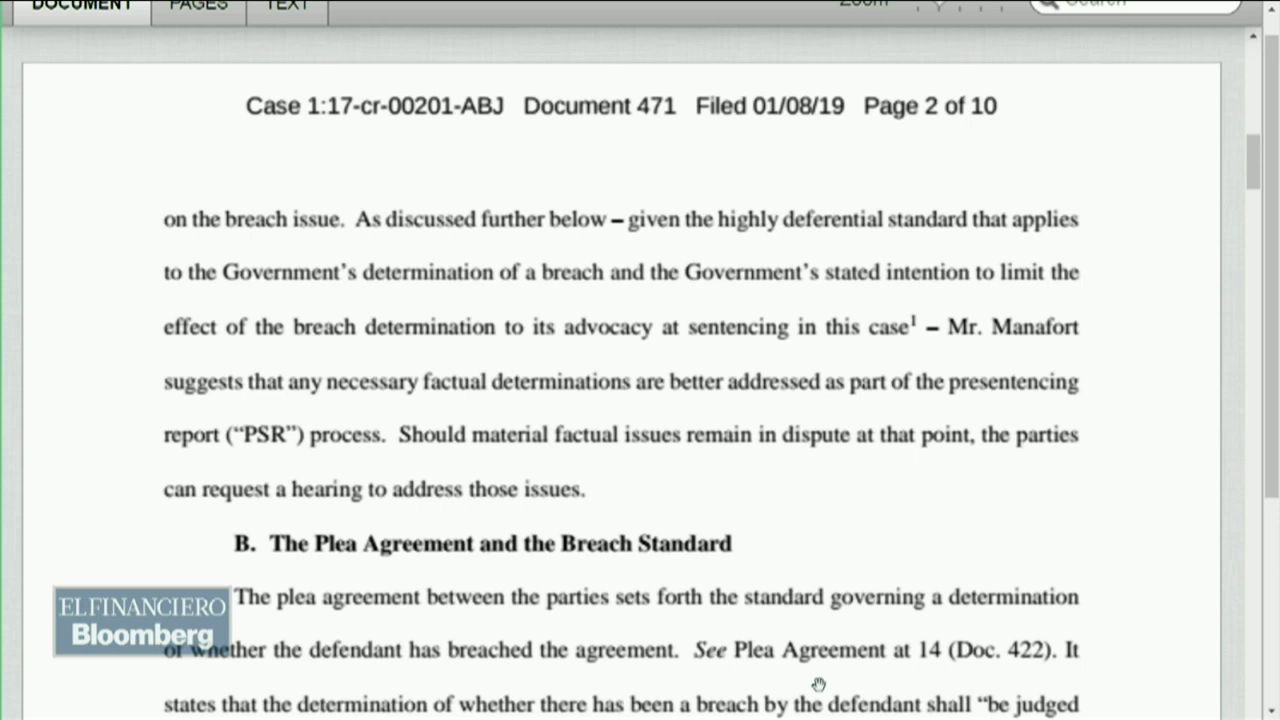 DOCUMENT PAGES TEXT Zoom Search
Case 1:17-cr-00201-ABJ Document 471 Filed 01/08/19 Page 2 of 10
on the breach issue. As discussed further below – given the highly deferential standard that applies
to the Government's determination of a breach and the Government's stated intention to limit the
effect of the breach determination to its advocacy at sentencing in this case¹ – Mr. Manafort
suggests that any necessary factual determinations are better addressed as part of the presentencing
report (“PSR”) process. Should material factual issues remain in dispute at that point, the parties
can request a hearing to address those issues.
B. The Plea Agreement and the Breach Standard
The plea agreement between the parties sets forth the standard governing a determination
of whether the defendant has breached the agreement. See Plea Agreement at 14 (Doc. 422). It
states that the determination of whether there has been a breach by the defendant shall “be judged
EL FINANCIERO
Bloomberg